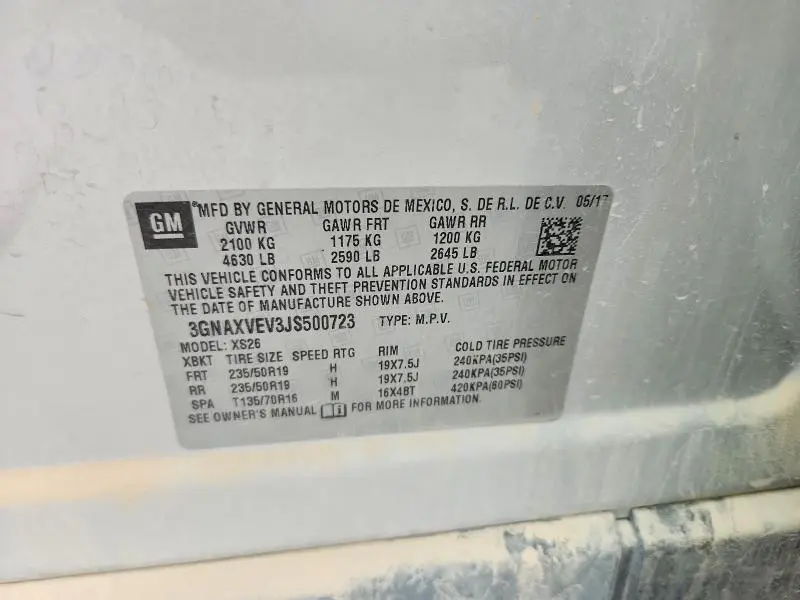 GM
MFD BY GENERAL MOTORS DE MEXICO, S. DE R.L. DE C.V. 05/17
GVWR GAWR FRT GAWR RR
2100 KG 1175 KG 1200 KG
4630 LB 2590 LB 2645 LB
THIS VEHICLE CONFORMS TO ALL APPLICABLE U.S. FEDERAL MOTOR
VEHICLE SAFETY AND THEFT PREVENTION STANDARDS IN EFFECT ON
THE DATE OF MANUFACTURE SHOWN ABOVE.
3GNAXVEV3JS500723 TYPE: M.P.V.
MODEL: XS26
XBKT TIRE SIZE SPEED RTG RIM COLD TIRE PRESSURE
FRT 235/50R19 H 19X7.5J 240KPA(35PSI)
RR 235/50R19 H 19X7.5J 240KPA(35PSI)
SPA T135/70R16 M 16X4BT 420KPA(60PSI)
SEE OWNER'S MANUAL FOR MORE INFORMATION.